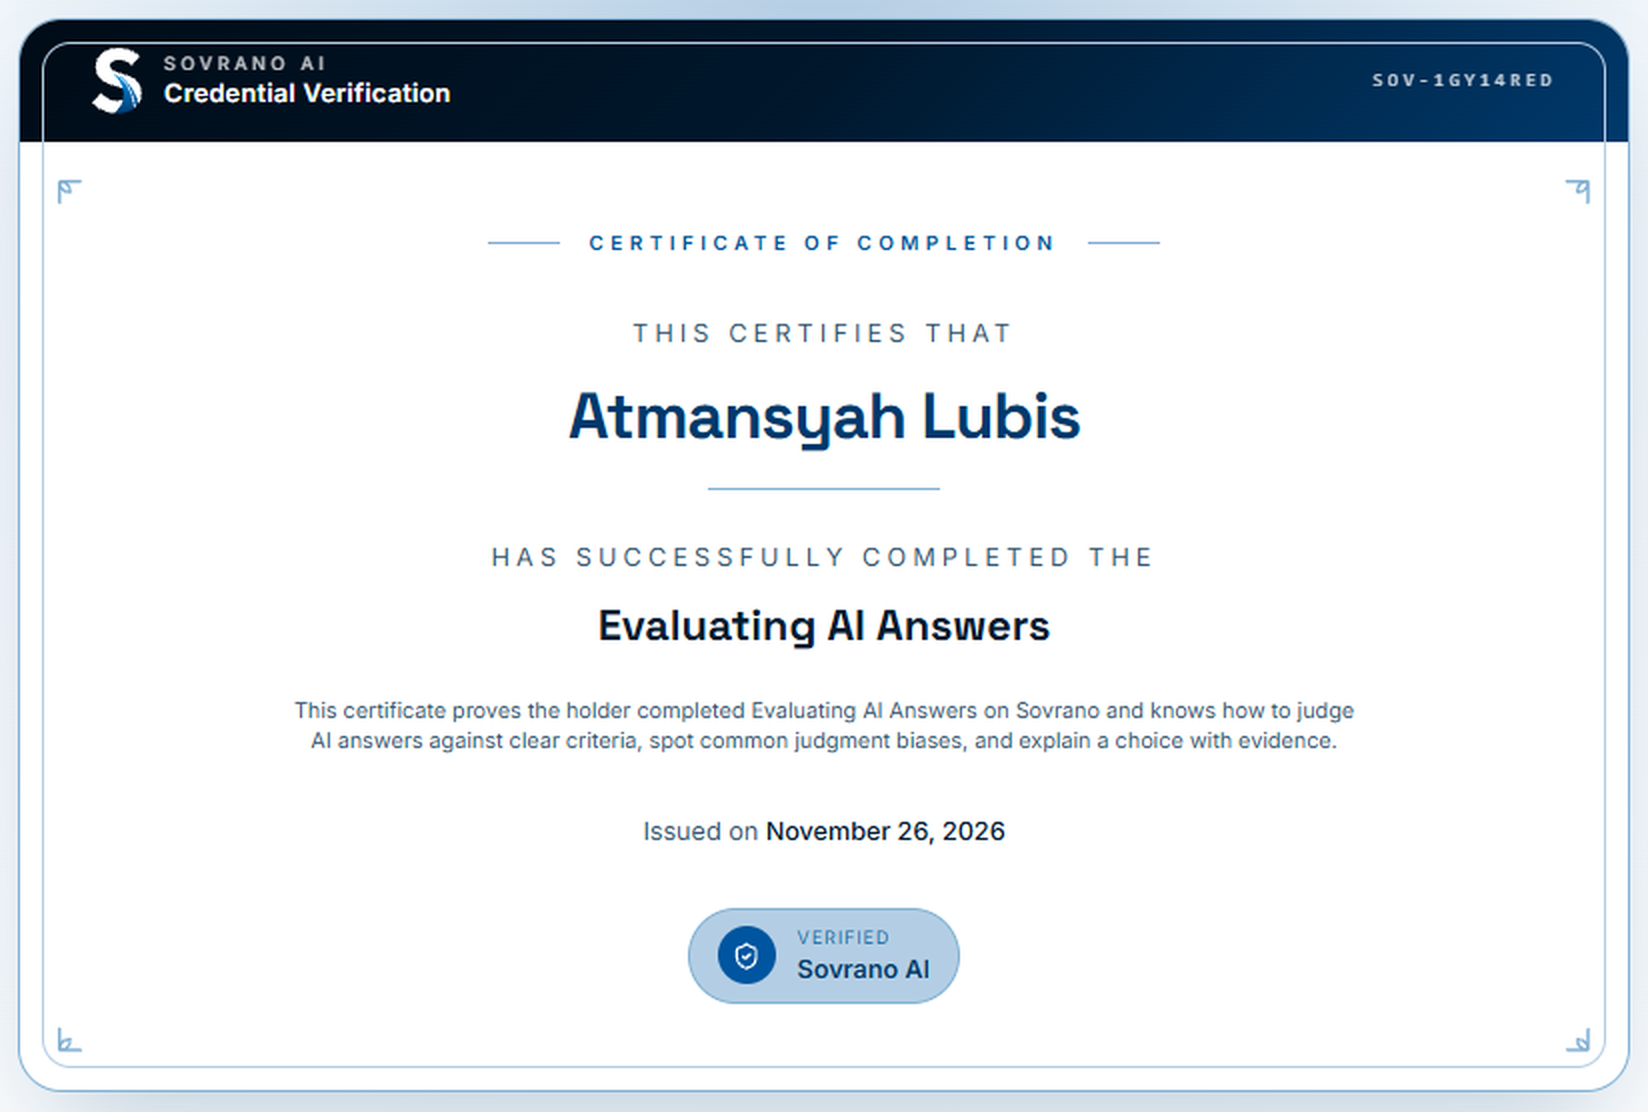 SOVRANO AI
Credential Verification
SOV-1GY14RED
CERTIFICATE OF COMPLETION
THIS CERTIFIES THAT
Atmansyah Lubis
HAS SUCCESSFULLY COMPLETED THE
Evaluating AI Answers
This certificate proves the holder completed Evaluating AI Answers on Sovrano and knows how to judge
AI answers against clear criteria, spot common judgment biases, and explain a choice with evidence.
Issued on November 26, 2026
VERIFIED
Sovrano AI